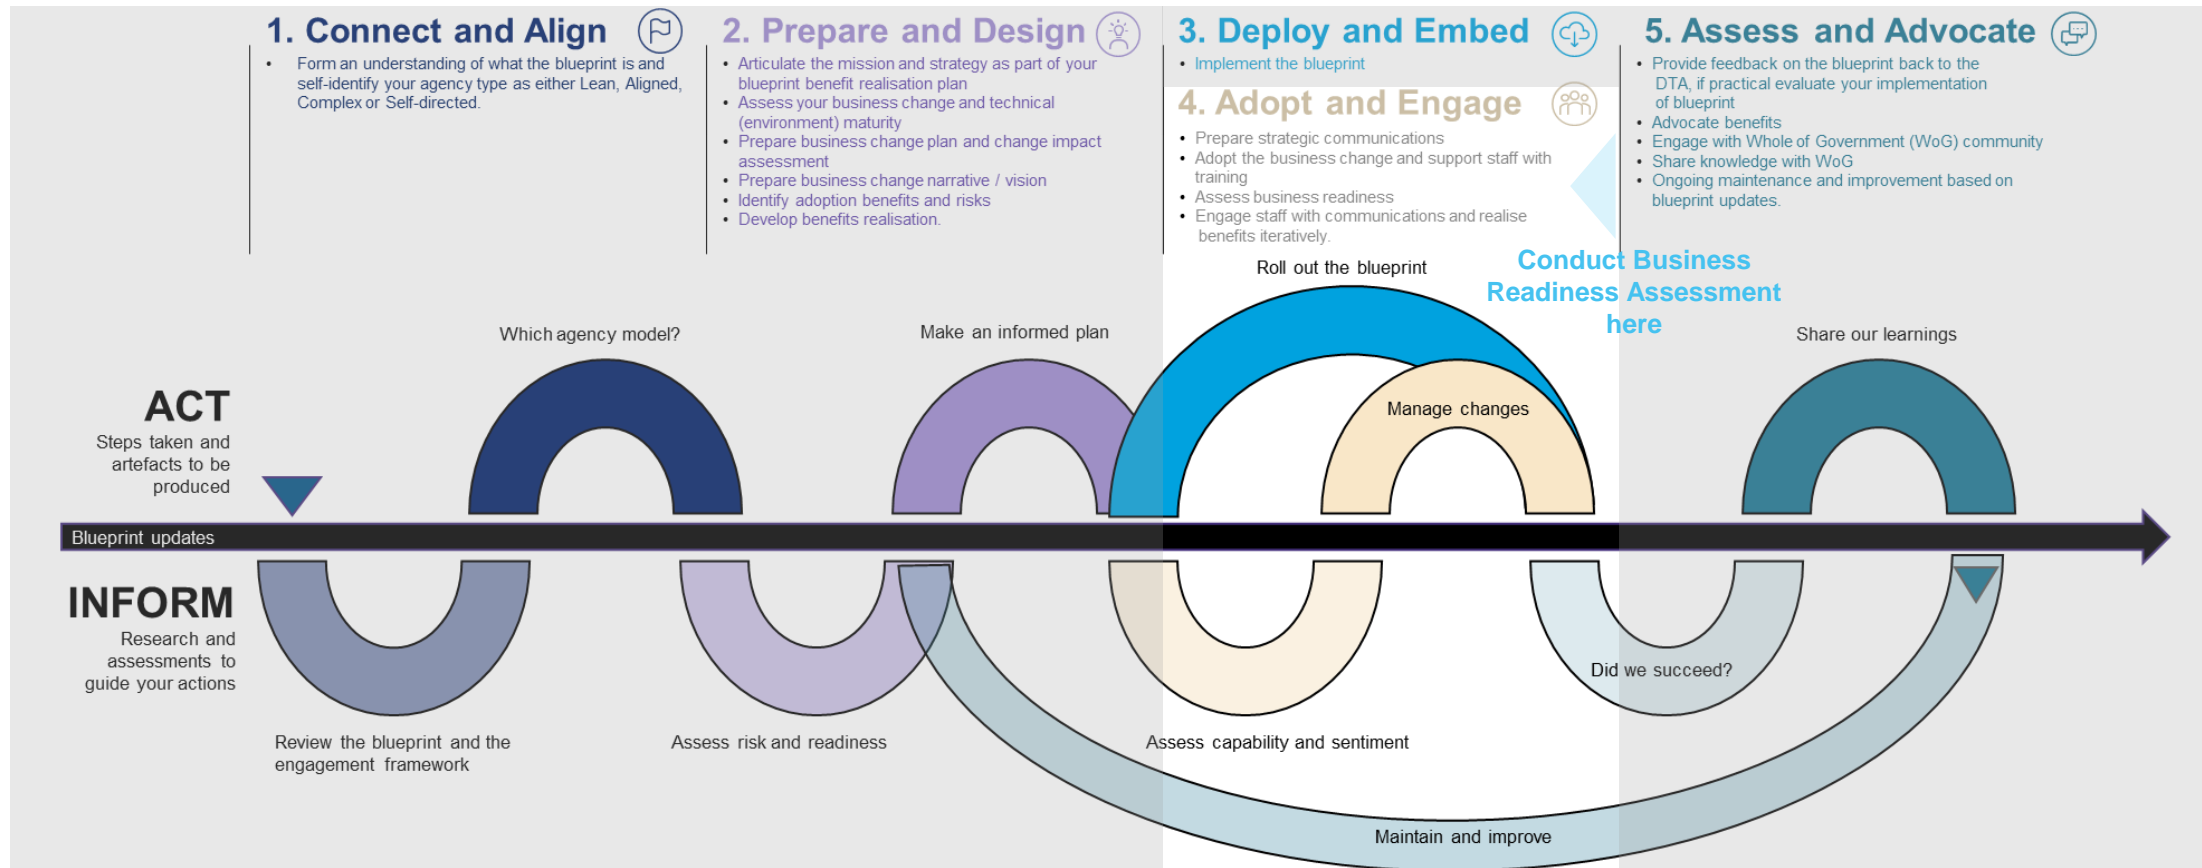 1. Connect and Align
• Form an understanding of what the blueprint is and
self-identify your agency type as either Lean, Aligned,
Complex or Self-directed.
2. Prepare and Design
• Articulate the mission and strategy as part of your
blueprint benefit realisation plan
• Assess your business change and technical
(environment) maturity
• Prepare business change plan and change impact
assessment
• Prepare business change narrative / vision
• Identify adoption benefits and risks
• Develop benefits realisation.
3. Deploy and Embed
• Implement the blueprint
4. Adopt and Engage
• Prepare strategic communications
• Adopt the business change and support staff with
training
• Assess business readiness
• Engage staff with communications and realise
benefits iteratively.
5. Assess and Advocate
• Provide feedback on the blueprint back to the
DTA, if practical evaluate your implementation
of blueprint
• Advocate benefits
• Engage with Whole of Government (WoG) community
• Share knowledge with WoG
• Ongoing maintenance and improvement based on
blueprint updates.
Conduct Business
Readiness Assessment
here
Roll out the blueprint
Which agency model?
Make an informed plan
Share our learnings
Manage changes
ACT
Steps taken and
artefacts to be
produced
Blueprint updates
INFORM
Research and
assessments to
guide your actions
Did we succeed?
Review the blueprint and the
engagement framework
Assess risk and readiness
Assess capability and sentiment
Maintain and improve